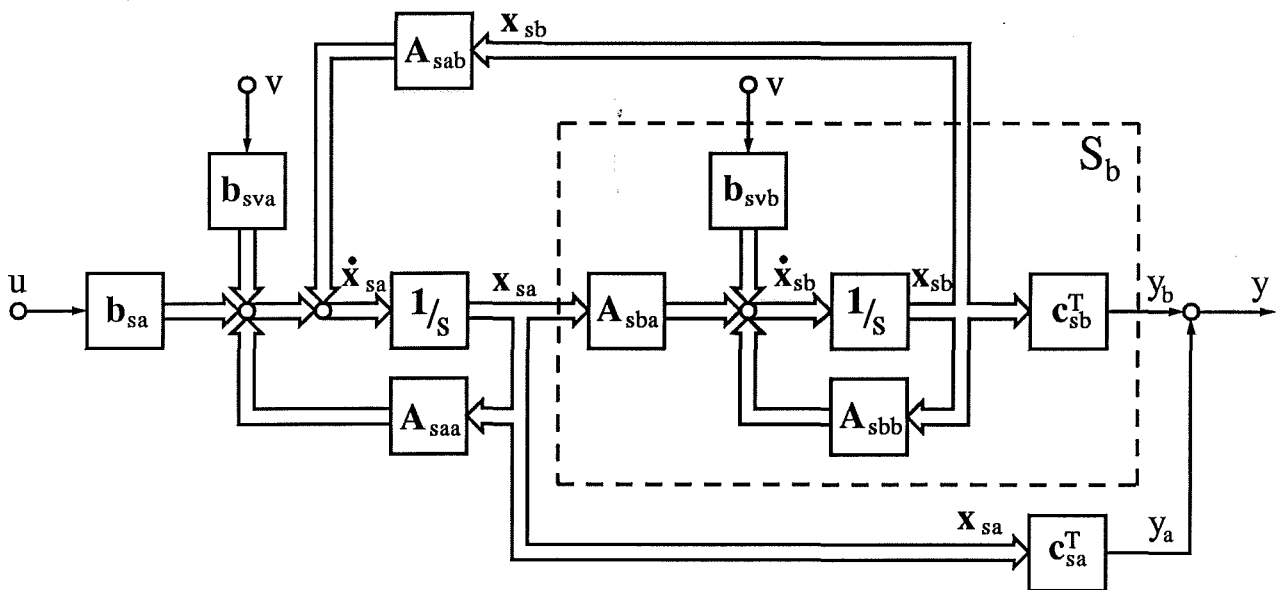 x_sb
A_sab
v
v
S_b
b_sva
b_svb
u
b_sa
ẋ_sa
1/s
x_sa
A_sba
ẋ_sb
1/s
x_sb
c_sb^T
y_b
y
A_saa
A_sbb
x_sa
c_sa^T
y_a